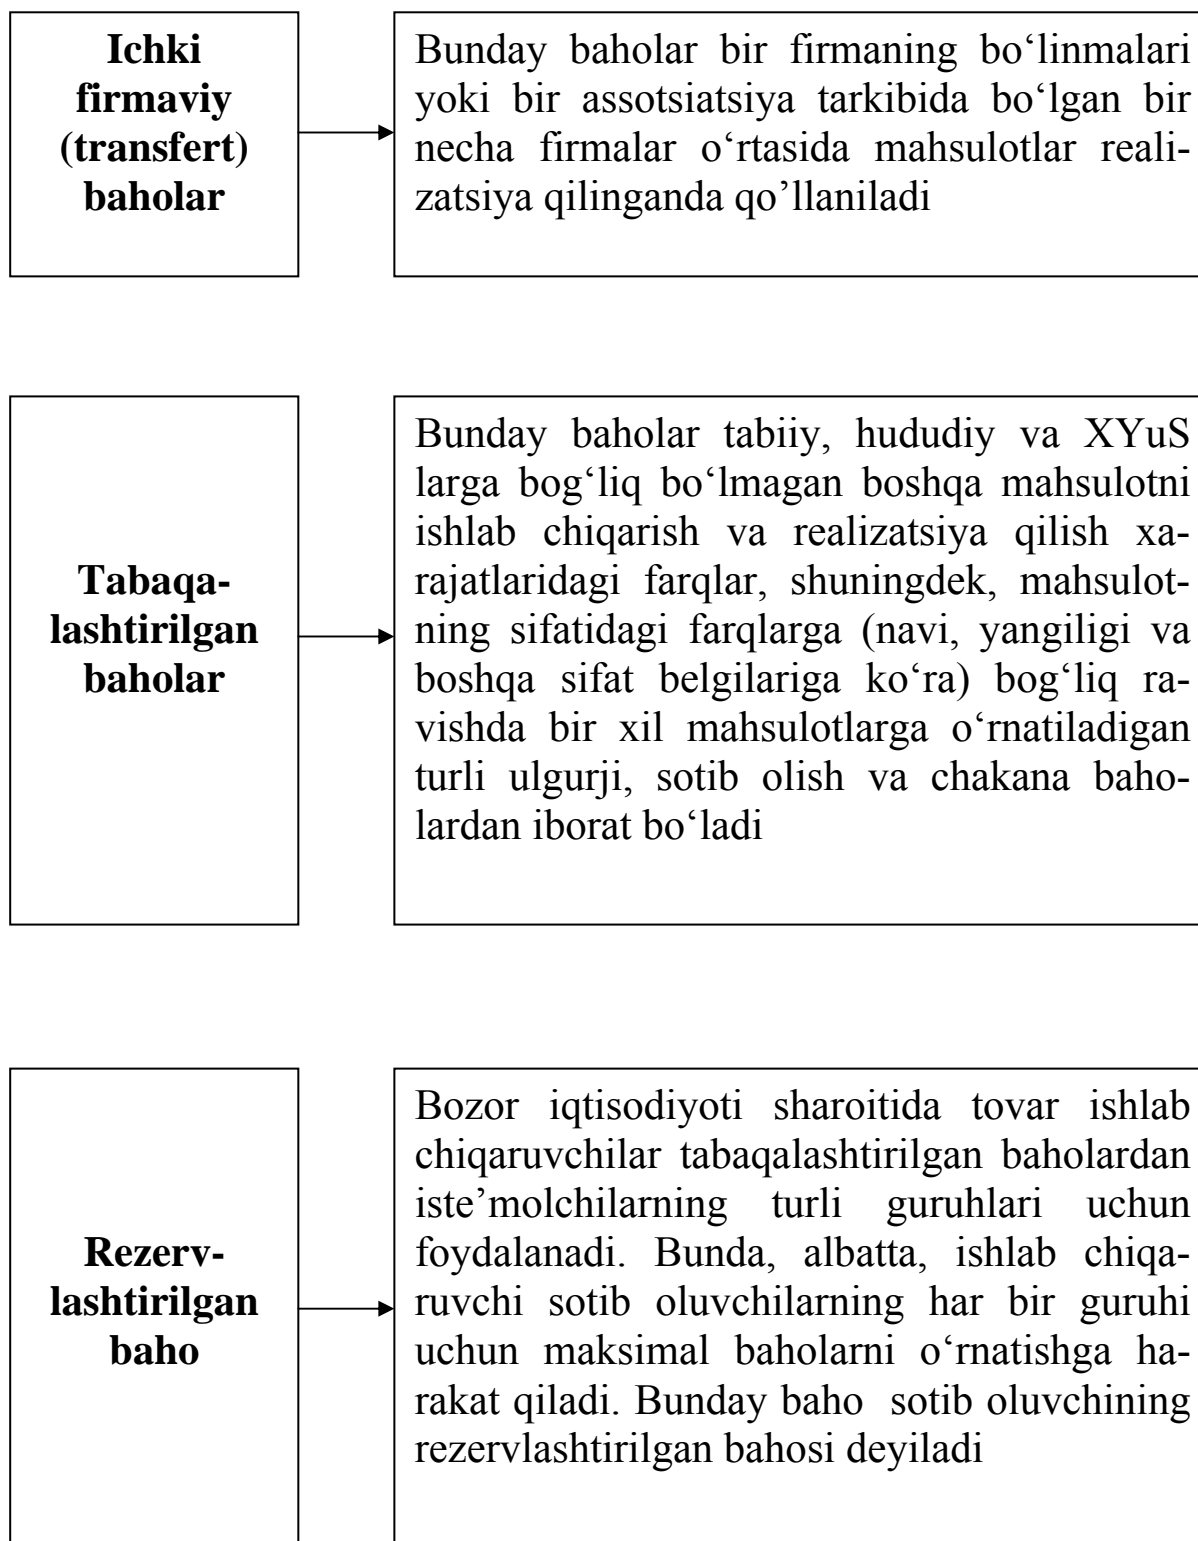 Ichki
firmaviy
(transfert)
baholar
Bunday baholar bir firmaning bo‘linmalari
yoki bir assotsiatsiya tarkibida bo‘lgan bir
necha firmalar o‘rtasida mahsulotlar reali-
zatsiya qilinganda qo’llaniladi
Tabaqa-
lashtirilgan
baholar
Bunday baholar tabiiy, hududiy va XYuS
larga bog‘liq bo‘lmagan boshqa mahsulotni
ishlab chiqarish va realizatsiya qilish xa-
rajatlaridagi farqlar, shuningdek, mahsulot-
ning sifatidagi farqlarga (navi, yangiligi va
boshqa sifat belgilariga ko‘ra) bog‘liq ra-
vishda bir xil mahsulotlarga o‘rnatiladigan
turli ulgurji, sotib olish va chakana baho-
lardan iborat bo‘ladi
Rezerv-
lashtirilgan
baho
Bozor iqtisodiyoti sharoitida tovar ishlab
chiqaruvchilar tabaqalashtirilgan baholardan
iste’molchilarning turli guruhlari uchun
foydalanadi. Bunda, albatta, ishlab chiqa-
ruvchi sotib oluvchilarning har bir guruhi
uchun maksimal baholarni o‘rnatishga ha-
rakat qiladi. Bunday baho sotib oluvchining
rezervlashtirilgan bahosi deyiladi